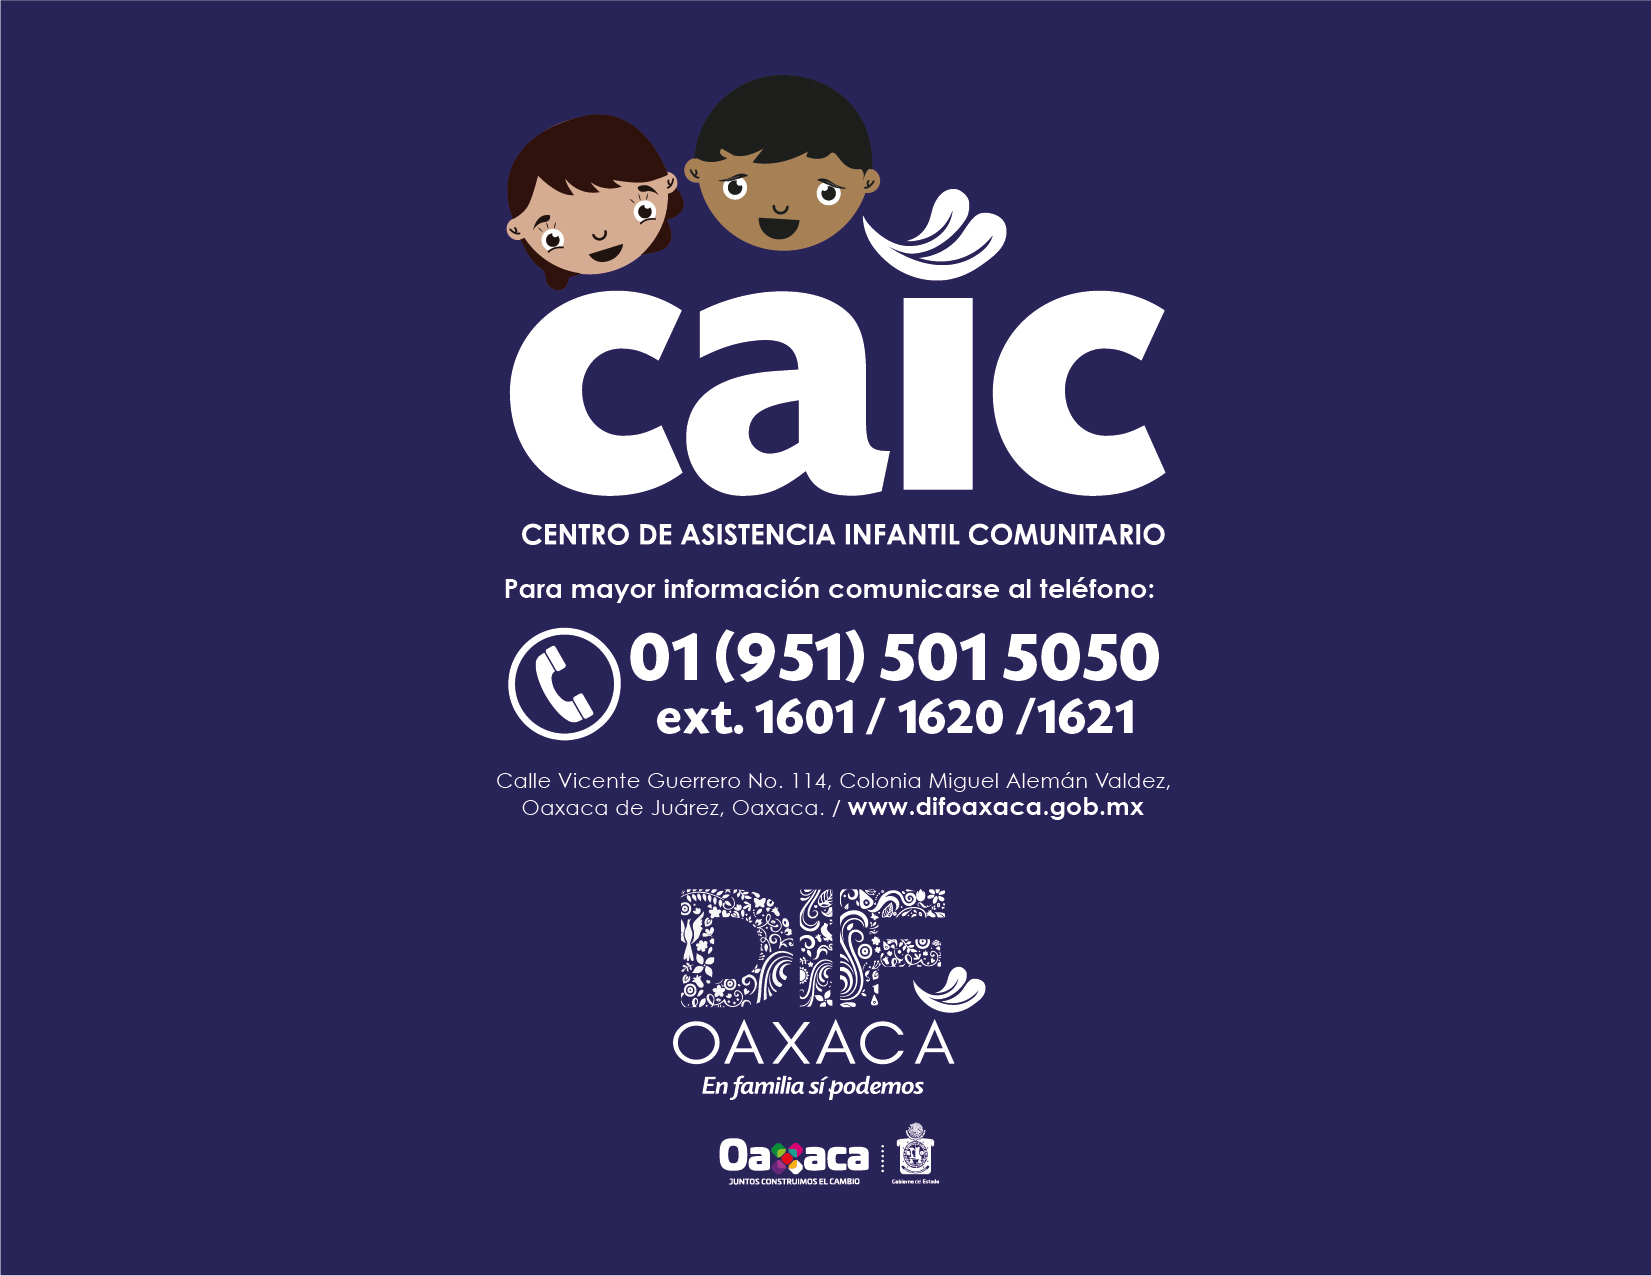 caic
CENTRO DE ASISTENCIA INFANTIL COMUNITARIO
Para mayor información comunicarse al teléfono:
01 (951) 501 5050
ext. 1601 / 1620 /1621
Calle Vicente Guerrero No. 114, Colonia Miguel Alemán Valdez,
Oaxaca de Juárez, Oaxaca. / www.difoaxaca.gob.mx
DIF
OAXACA
En familia sí podemos
Oaxaca
JUNTOS CONSTRUIMOS EL CAMBIO
Gobierno del Estado